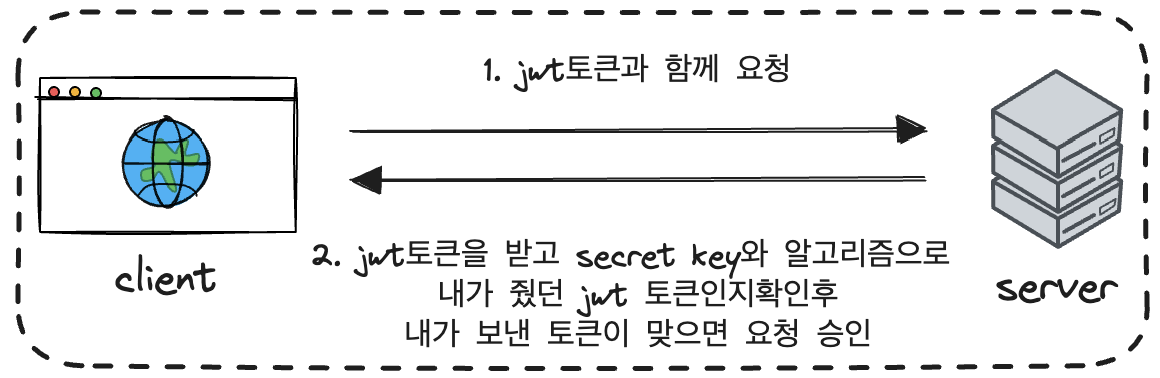 1. jwt토큰과 함께 요청
client
2. jwt토큰을 받고 secret key와 알고리즘으로
내가 줬던 jwt 토큰인지확인후
내가 보낸 토큰이 맞으면 요청 승인
server